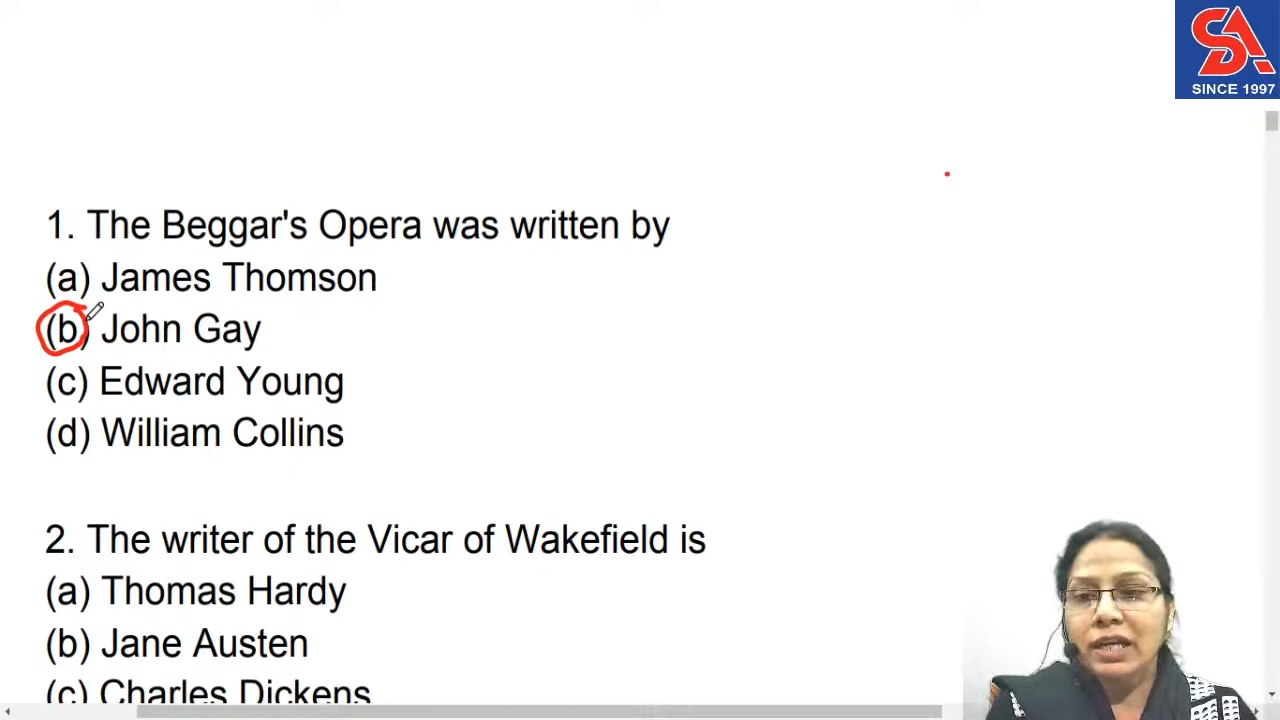 SA
SINCE 1997
1. The Beggar's Opera was written by
(a) James Thomson
(b) John Gay
(c) Edward Young
(d) William Collins
2. The writer of the Vicar of Wakefield is
(a) Thomas Hardy
(b) Jane Austen
(c) Charles Dickens